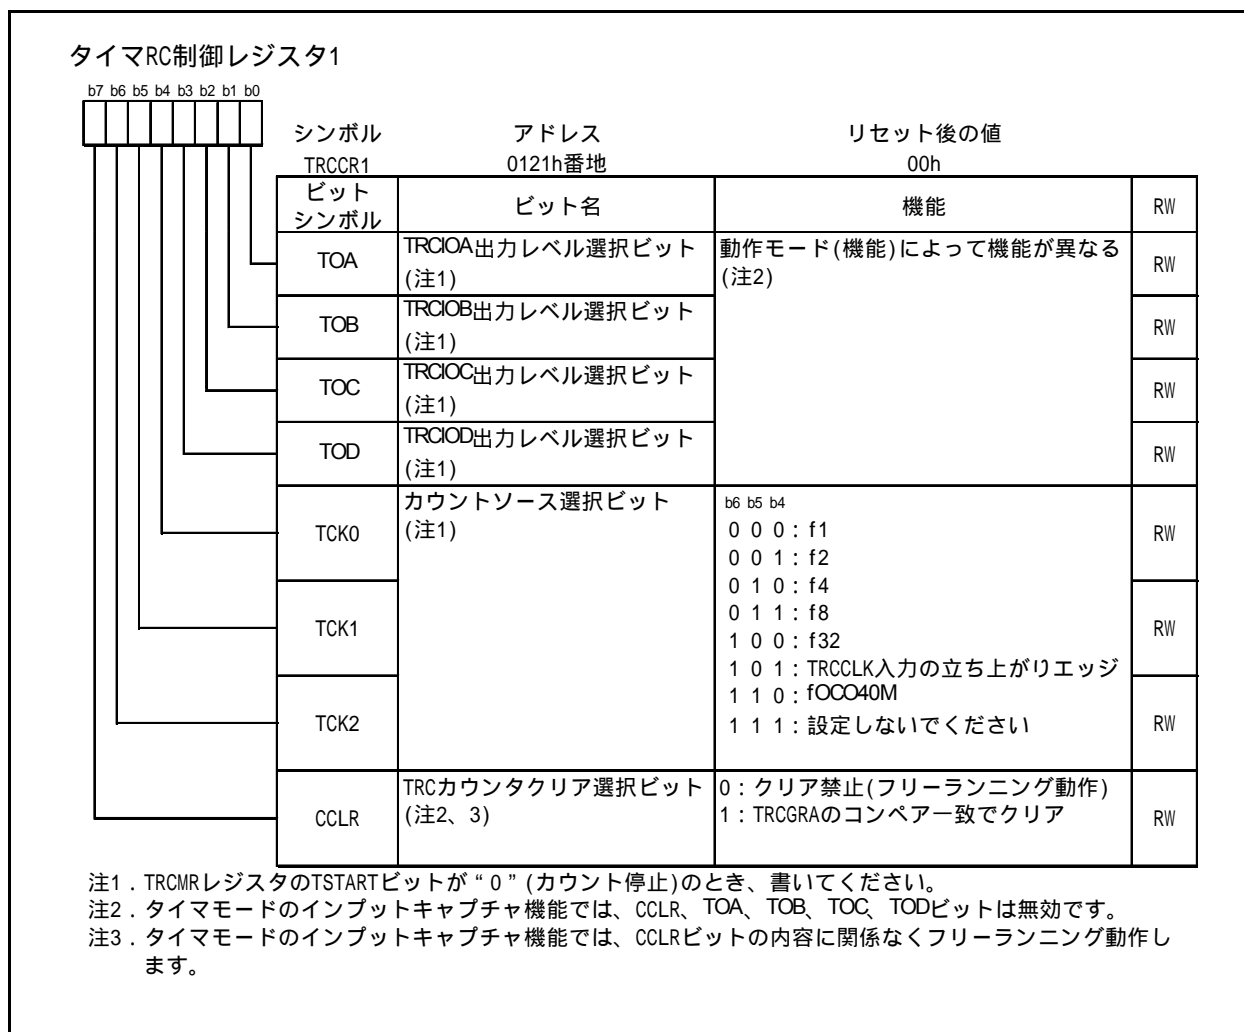 タイマRC制御レジスタ1
b7 b6 b5 b4 b3 b2 b1 b0
シンボル アドレス リセット後の値
TRCCR1 0121h番地 00h
ビット
シンボル ビット名 機能 RW
TOA TRCIOA出力レベル選択ビット
(注1) 動作モード(機能)によって機能が異なる
(注2) RW
TOB TRCIOB出力レベル選択ビット
(注1) RW
TOC TRCIOC出力レベル選択ビット
(注1) RW
TOD TRCIOD出力レベル選択ビット
(注1) RW
TCK0 カウントソース選択ビット
(注1) RW
b6 b5 b4
0 0 0:f1
0 0 1:f2
0 1 0:f4
0 1 1:f8
1 0 0:f32
1 0 1:TRCCLK入力の立ち上がりエッジ
1 1 0:fOCO40M
1 1 1:設定しないでください
TCK1 RW
TCK2 RW
CCLR TRCカウンタクリア選択ビット
(注2、3) 0:クリア禁止(フリーランニング動作)
1:TRCGRAのコンペア一致でクリア RW
注1.TRCMRレジスタのTSTARTビットが“0”(カウント停止)のとき、書いてください。
注2.タイマモードのインプットキャプチャ機能では、CCLR、TOA、TOB、TOC、TODビットは無効です。
注3.タイマモードのインプットキャプチャ機能では、CCLRビットの内容に関係なくフリーランニング動作し
ます。